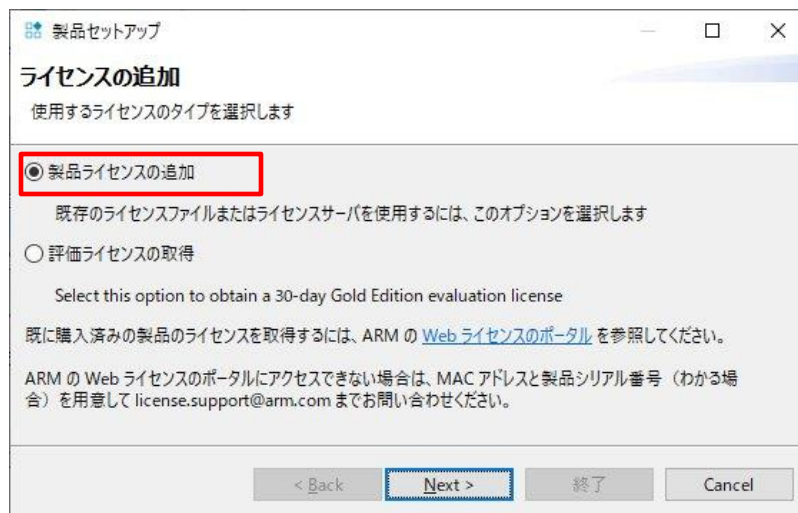 製品セットアップ
ライセンスの追加
使用するライセンスのタイプを選択します
製品ライセンスの追加
既存のライセンスファイルまたはライセンスサーバを使用するには、このオプションを選択します
評価ライセンスの取得
Select this option to obtain a 30-day Gold Edition evaluation license
既に購入済みの製品のライセンスを取得するには、ARM の Web ライセンスのポータル を参照してください。
ARM の Web ライセンスのポータルにアクセスできない場合は、MAC アドレスと製品シリアル番号（わかる場
合）を用意して license.support@arm.com までお問い合わせください。
< Back Next > 終了 Cancel